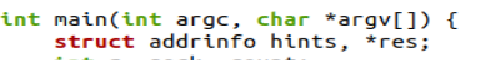 int main(int argc, char *argv[]) {
    struct addrinfo hints, *res;